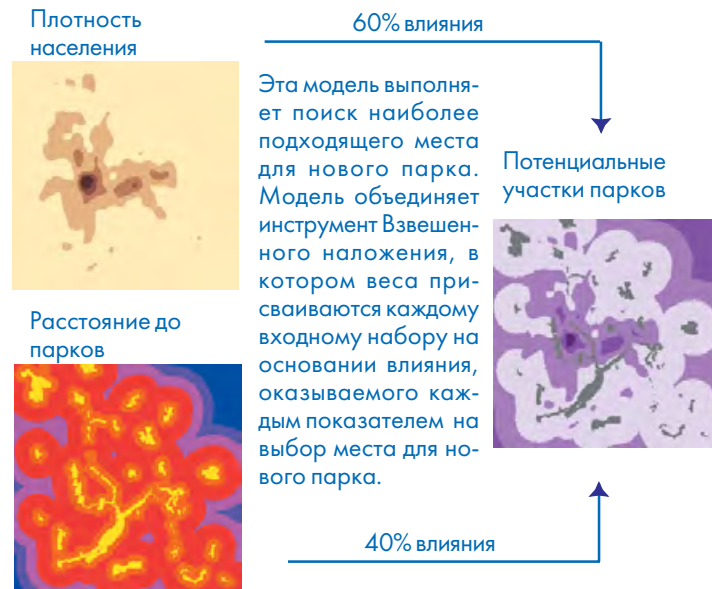 Плотность
населения
60% влияния
Эта модель выполня-
ет поиск наиболее
подходящего места
для нового парка.
Модель объединяет
инструмент Взвешен-
ного наложения, в
котором веса при-
сваиваются каждому
входному набору на
основании влияния,
оказываемого каж-
дым показателем на
выбор места для но-
вого парка.
Потенциальные
участки парков
Расстояние до
парков
40% влияния